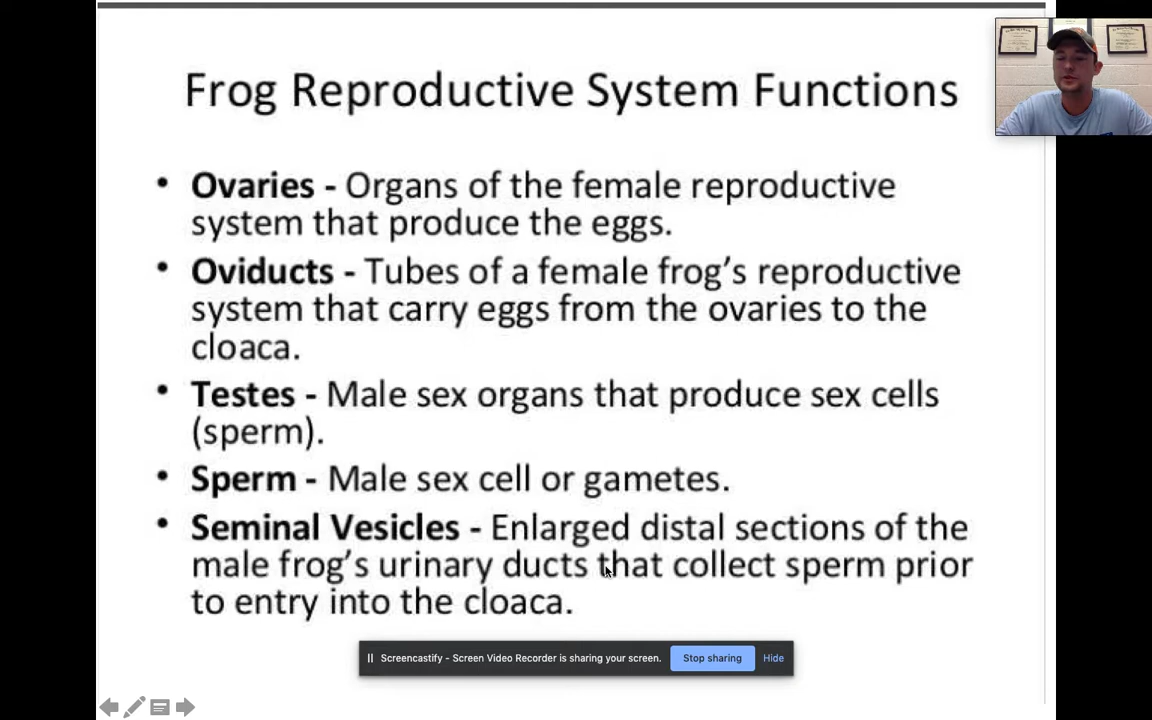 Frog Reproductive System Functions
• Ovaries - Organs of the female reproductive
system that produce the eggs.
• Oviducts - Tubes of a female frog's reproductive
system that carry eggs from the ovaries to the
cloaca.
• Testes - Male sex organs that produce sex cells
(sperm).
• Sperm - Male sex cell or gametes.
• Seminal Vesicles - Enlarged distal sections of the
male frog's urinary ducts that collect sperm prior
to entry into the cloaca.
Screencastify - Screen Video Recorder is sharing your screen. Stop sharing Hide